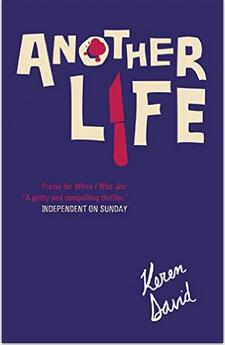 ANOTHER
LIFE
Praise for When I Was Joe:
"A gritty and compelling thriller.'
INDEPENDENT ON SUNDAY
Keren
David